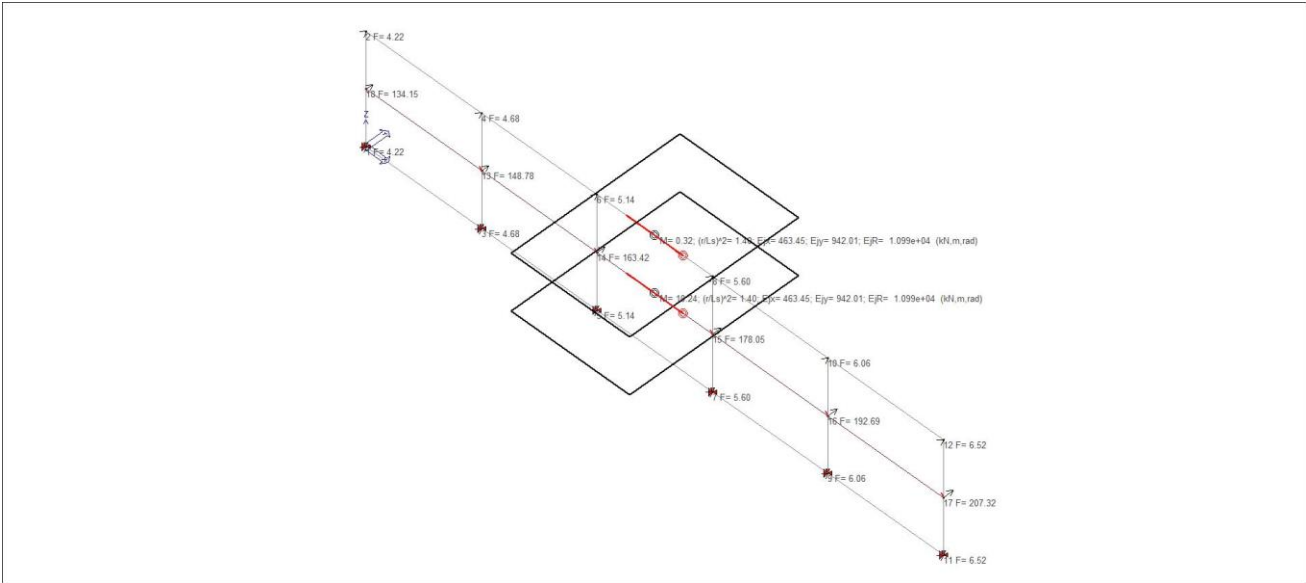 2 F= 4.22
18 F= 134.15
Z
1 F= 4.22
4 F= 4.68
13 F= 148.78
3 F= 4.68
6 F= 5.14
M= 0.32; (r/Ls)^2= 1.40; Ejx= 463.45; Ejy= 942.01; EjR= 1.099e+04 (kN,m,rad)
14 F= 163.42
8 F= 5.60
M= 10.24; (r/Ls)^2= 1.40; Ejx= 463.45; Ejy= 942.01; EjR= 1.099e+04 (kN,m,rad)
5 F= 5.14
15 F= 178.05
10 F= 6.06
7 F= 5.60
16 F= 192.69
12 F= 6.52
9 F= 6.06
17 F= 207.32
11 F= 6.52